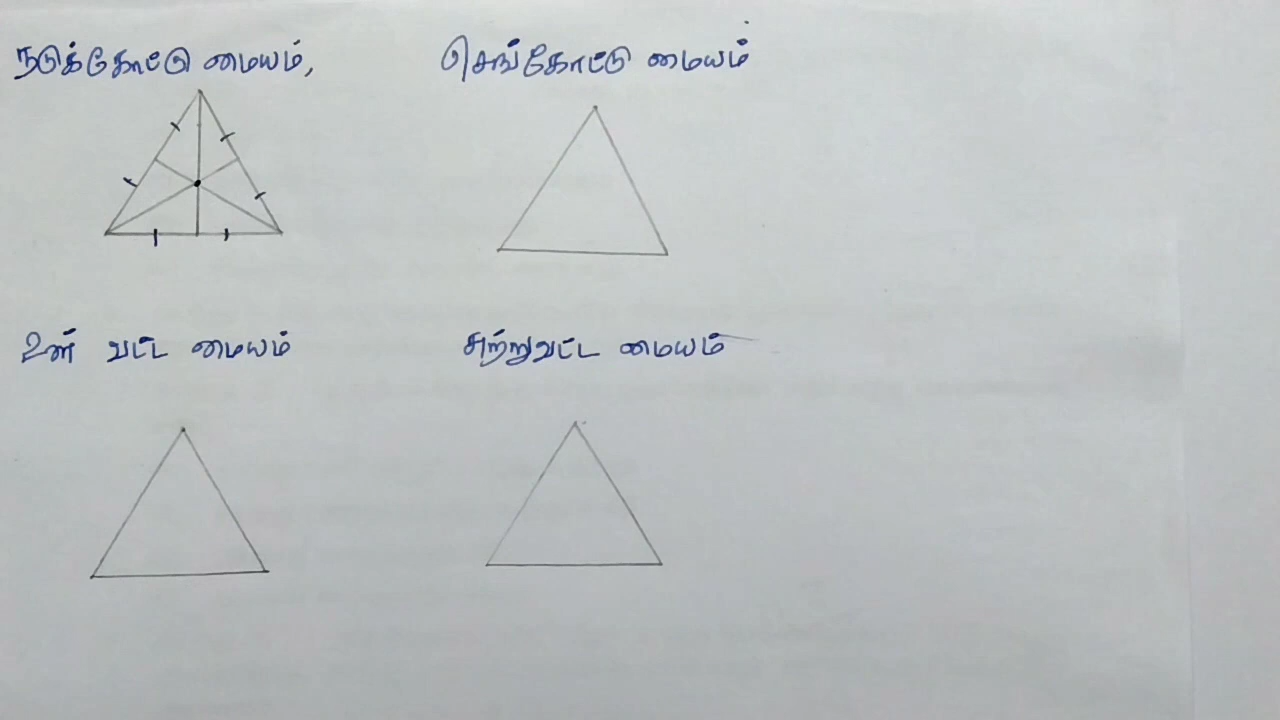 நடுக்கோட்டு மையம்,
செங்கோட்டு மையம்
உள் வட்ட மையம்
சுற்றுவட்ட மையம்